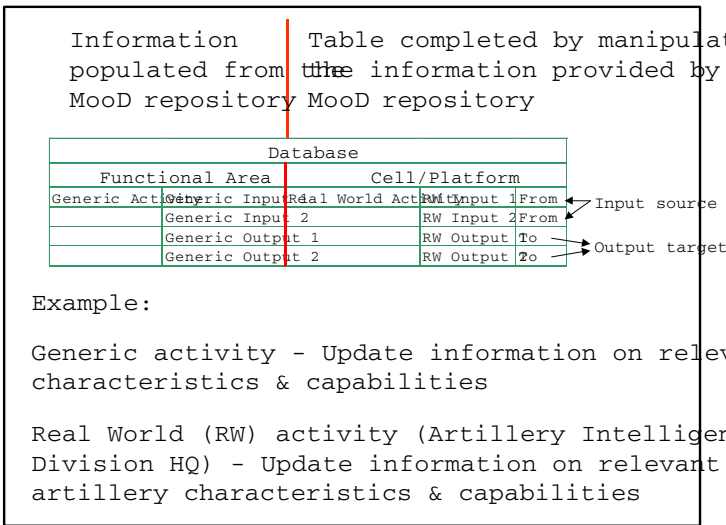 Information
populated from the
MooD repository
Table completed by manipulat
the information provided by
MooD repository
Database
Functional Area Cell/Platform
Generic Activity Generic Input 1 Real World Activity RW Input 1 From
Generic Input 2 RW Input 2 From
Generic Output 1 RW Output 1 To
Generic Output 2 RW Output 2 To
Input source
Output target
Example:
Generic activity - Update information on relev
characteristics & capabilities
Real World (RW) activity (Artillery Intelligen
Division HQ) - Update information on relevant
artillery characteristics & capabilities